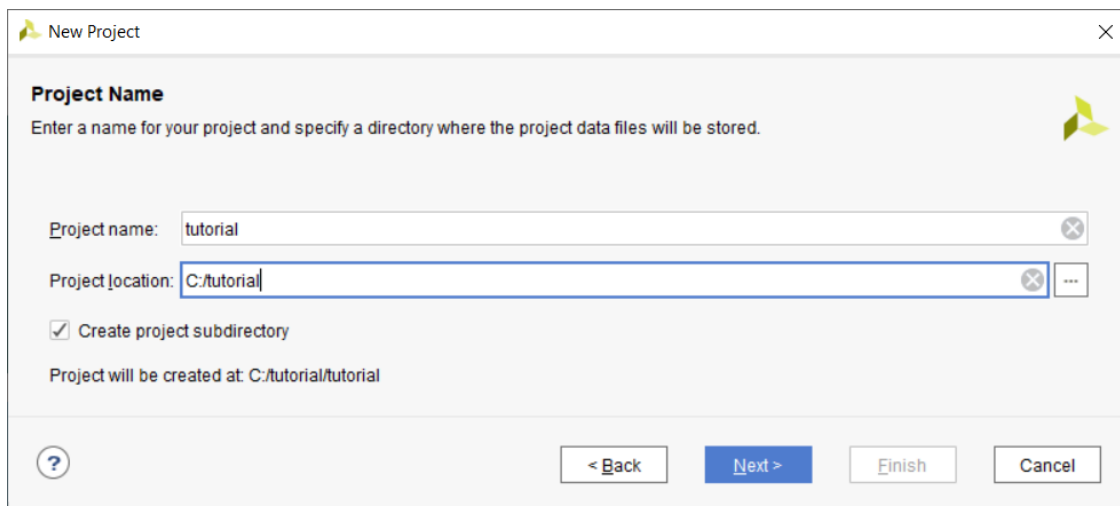 New Project
Project Name
Enter a name for your project and specify a directory where the project data files will be stored.
Project name: tutorial
Project location: C:/tutorial ...
Create project subdirectory
Project will be created at: C:/tutorial/tutorial
? < Back Next > Finish Cancel